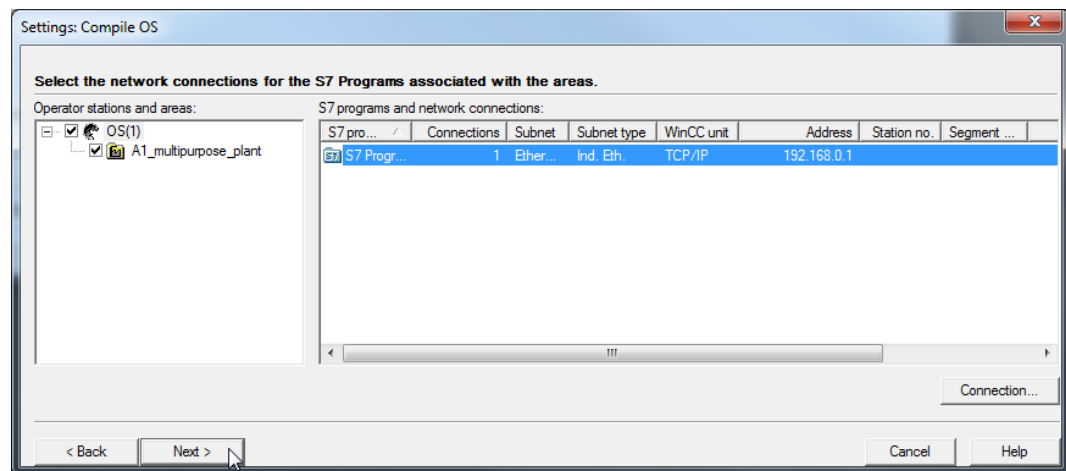 Settings: Compile OS
x
Select the network connections for the S7 Programs associated with the areas.
Operator stations and areas:
S7 programs and network connections:
OS(1)
A1_multipurpose_plant
S7 pro... Connections Subnet Subnet type WinCC unit Address Station no. Segment ...
S7 Progr... 1 Ether... Ind. Eth. TCP/IP 192.168.0.1
Connection...
< Back Next > Cancel Help